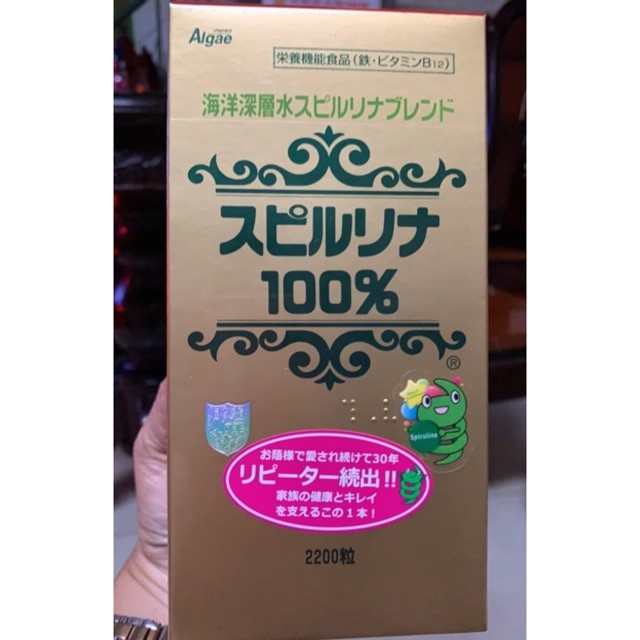 Japan
Algae
栄養機能食品(鉄・ビタミンB12)
海洋深層水スピルリナブレンド
スピルリナ
100%
®
Spirulina
お蔭様で愛され続けて30年
リピーター続出!!
家族の健康とキレイ
を支えるこの1本!
2200粒